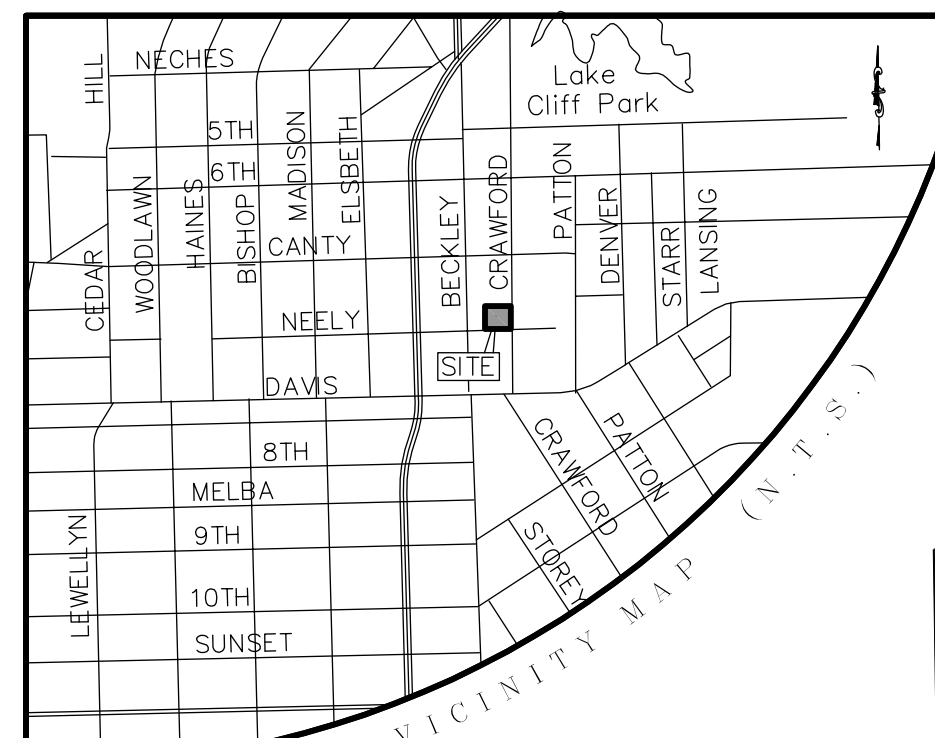 NECHES
HILL
Lake
Cliff Park
5TH
MADISON
ELSBETH
6TH
PATTON
CRAWFORD
WOODLAWN
HAINES
BISHOP
BECKLEY
DENVER
LANSING
STARR
CANTY
CEDAR
NEELY
SITE
DAVIS
8TH
CRAWFORD
PATTON
MELBA
9TH
STOREY
LEWELLYN
10TH
SUNSET
VICINITY MAP (N.T.S.)